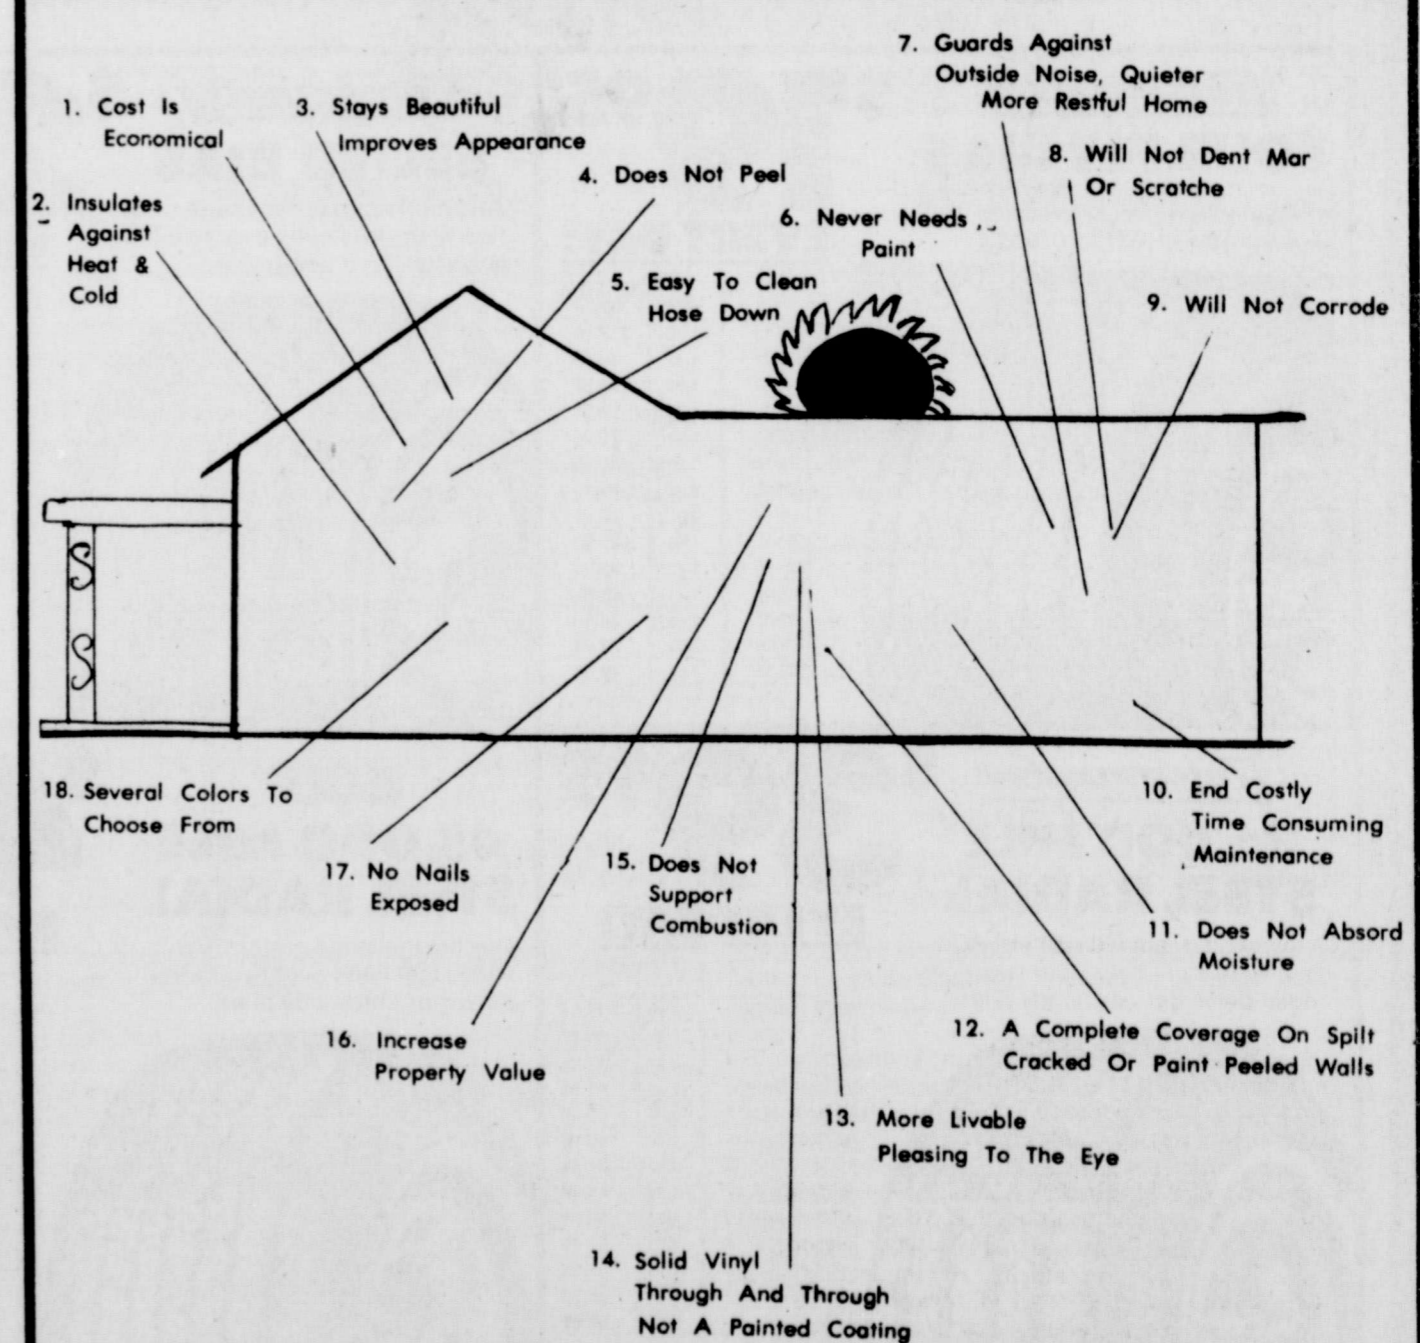 1. Cost Is
Economical
2. Insulates
Against
Heat &
Cold
3. Stays Beautiful
Improves Appearance
4. Does Not Peel
5. Easy To Clean
Hose Down
6. Never Needs
Paint
7. Guards Against
Outside Noise, Quieter
More Restful Home
8. Will Not Dent Mar
Or Scratche
9. Will Not Corrode
10. End Costly
Time Consuming
Maintenance
11. Does Not Absord
Moisture
12. A Complete Coverage On Spilt
Cracked Or Paint Peeled Walls
13. More Livable
Pleasing To The Eye
14. Solid Vinyl
Through And Through
Not A Painted Coating
15. Does Not
Support
Combustion
16. Increase
Property Value
17. No Nails
Exposed
18. Several Colors To
Choose From